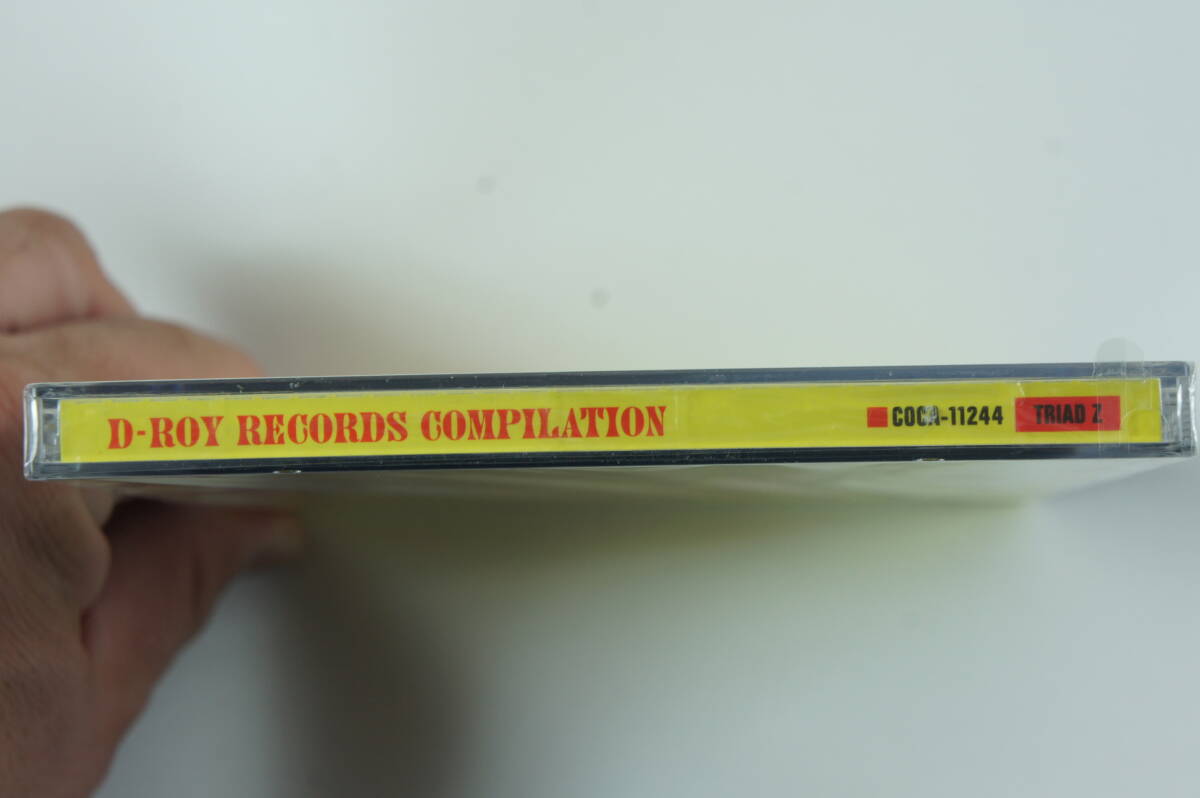 D-ROY RECORDS COMPILATION ■COCA-11244 TRIAD Z